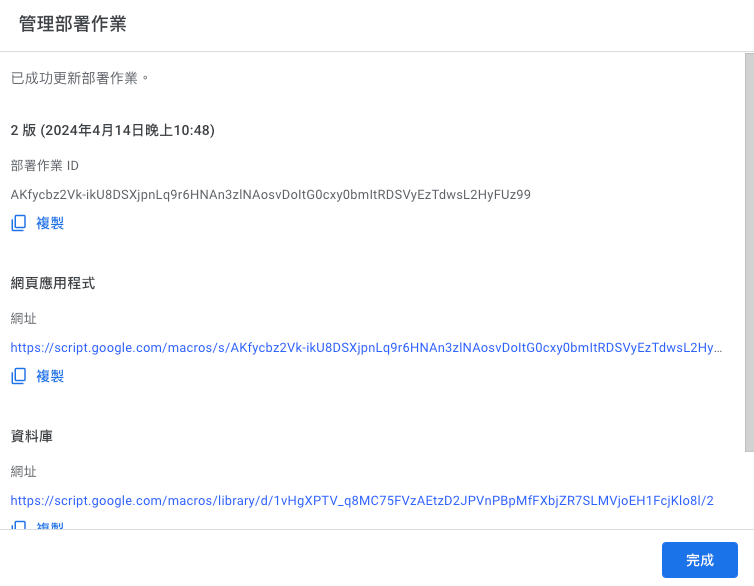 管理部署作業
已成功更新部署作業。
2 版 (2024年4月14日晚上10:48)
部署作業 ID
AKfycbz2Vk-ikU8DSXjpnLq9r6HNAn3zlNAosvDoItG0cxy0bmItRDSVyEzTdwsL2HyFUz99
複製
網頁應用程式
網址
https://script.google.com/macros/s/AKfycbz2Vk-ikU8DSXjpnLq9r6HNAn3zlNAosvDoItG0cxy0bmItRDSVyEzTdwsL2Hy…
複製
資料庫
網址
https://script.google.com/macros/library/d/1vHgXPTV_q8MC75FVzAEtzD2JPVnPBpMfFXbjZR7SLMVjoEH1FcjKlo8l/2
複製
完成